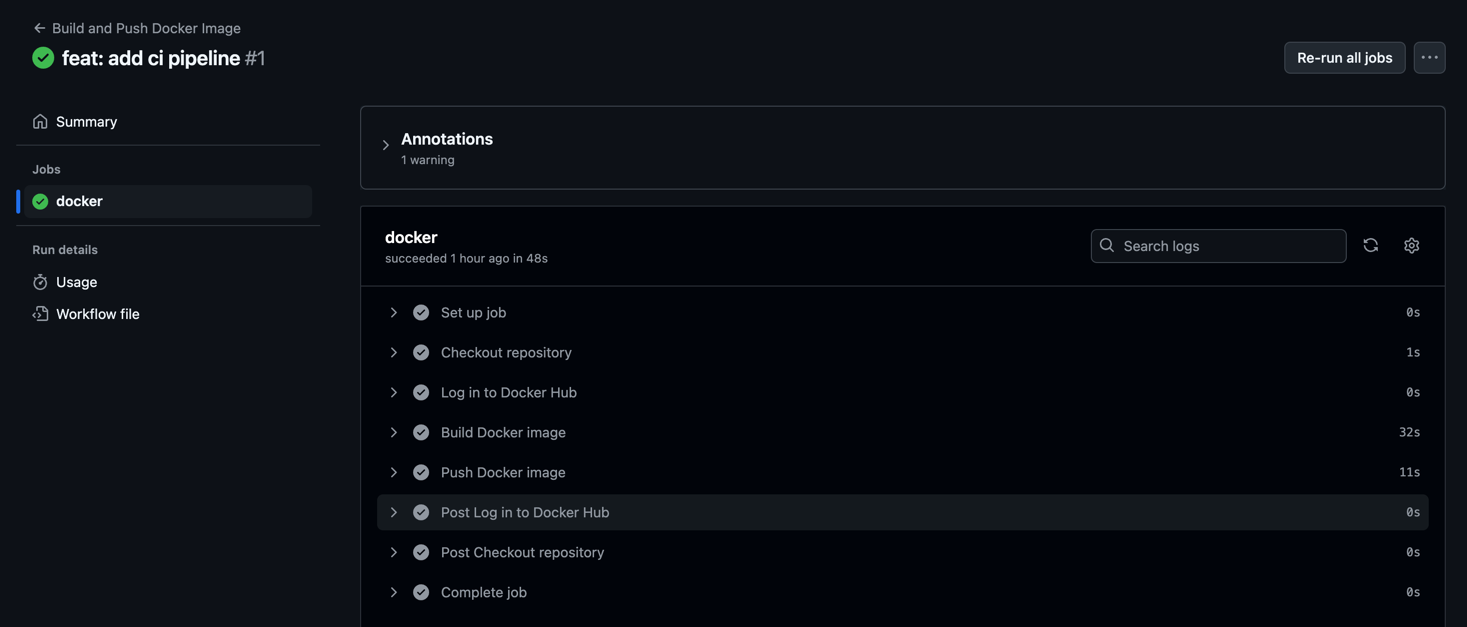 Build and Push Docker Image
feat: add ci pipeline #1
Re-run all jobs
Summary
Jobs
docker
Run details
Usage
Workflow file
Annotations
1 warning
docker
succeeded 1 hour ago in 48s
Search logs
Set up job 0s
Checkout repository 1s
Log in to Docker Hub 0s
Build Docker image 32s
Push Docker image 11s
Post Log in to Docker Hub 0s
Post Checkout repository 0s
Complete job 0s